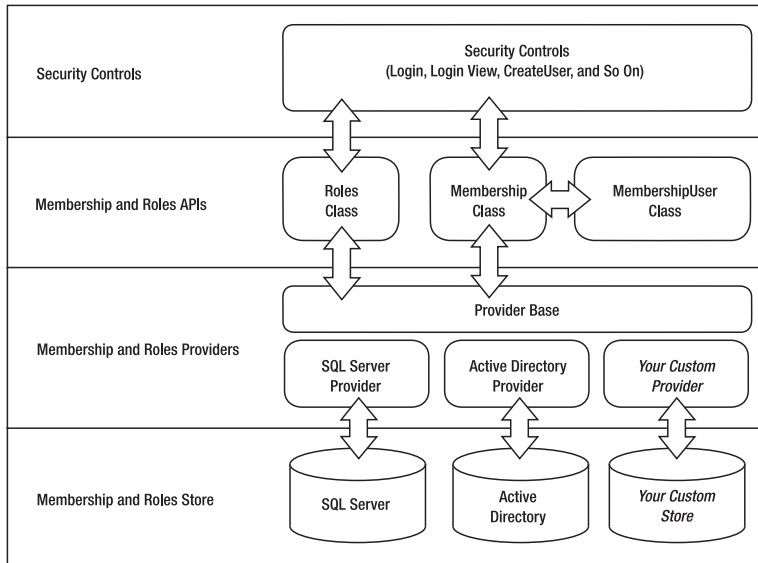 Security Controls
Security Controls
(Login, Login View, CreateUser, and So On)
Membership and Roles APIs
Roles
Class
Membership
Class
MembershipUser
Class
Membership and Roles Providers
Provider Base
SQL Server
Provider
Active Directory
Provider
Your Custom
Provider
Membership and Roles Store
SQL Server
Active
Directory
Your Custom
Store